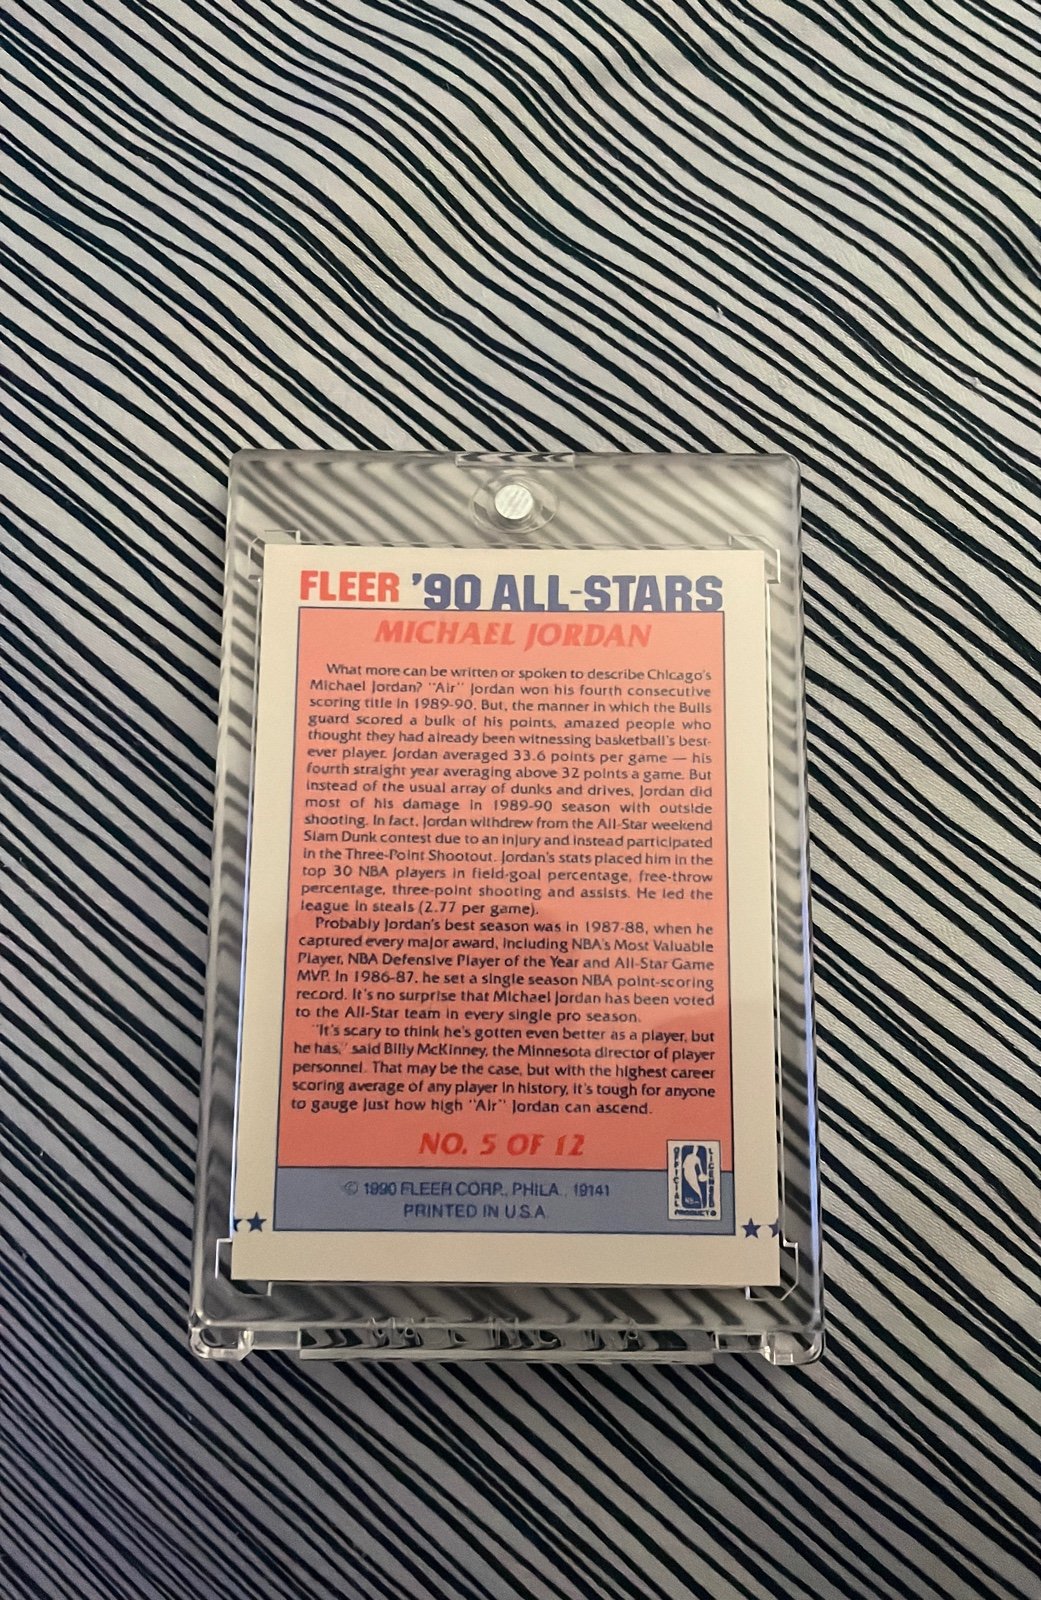 FLEER '90 ALL-STARS
MICHAEL JORDAN
What more can be written or spoken to describe Chicago's
Michael Jordan? "Air" Jordan won his fourth consecutive
scoring title in 1989-90. But, the manner in which the Bulls
guard scored a bulk of his points, amazed people who
thought they had already been witnessing basketball's best-
ever player. Jordan averaged 33.6 points per game — his
fourth straight year averaging above 32 points a game. But
instead of the usual array of dunks and drives, Jordan did
most of his damage in 1989-90 season with outside
shooting. In fact, Jordan withdrew from the All-Star weekend
Slam Dunk contest due to an injury and instead participated
in the Three-Point Shootout. Jordan's stats placed him in the
top 30 NBA players in field-goal percentage, free-throw
percentage, three-point shooting and assists. He led the
league in steals (2.77 per game).
Probably Jordan's best season was in 1987-88, when he
captured every major award, including NBA's Most Valuable
Player, NBA Defensive Player of the Year and All-Star Game
MVP. In 1986-87, he set a single season NBA point-scoring
record. It's no surprise that Michael Jordan has been voted
to the All-Star team in every single pro season.
"It's scary to think he's gotten even better as a player, but
he has," said Billy McKinney, the Minnesota director of player
personnel. That may be the case, but with the highest career
scoring average of any player in history, it's tough for anyone
to gauge just how high "Air" Jordan can ascend.
NO. 5 OF 12
© 1990 FLEER CORP., PHILA., 19141
PRINTED IN U.S.A.
OFFICIAL
LICENSED
PRODUCT